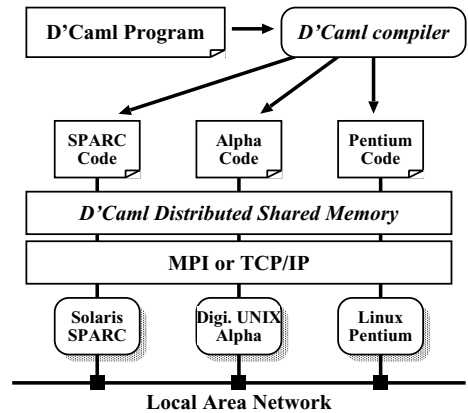 D'Caml Program
D'Caml compiler
SPARC
Code
Alpha
Code
Pentium
Code
D'Caml Distributed Shared Memory
MPI or TCP/IP
Solaris
SPARC
Digi. UNIX
Alpha
Linux
Pentium
Local Area Network